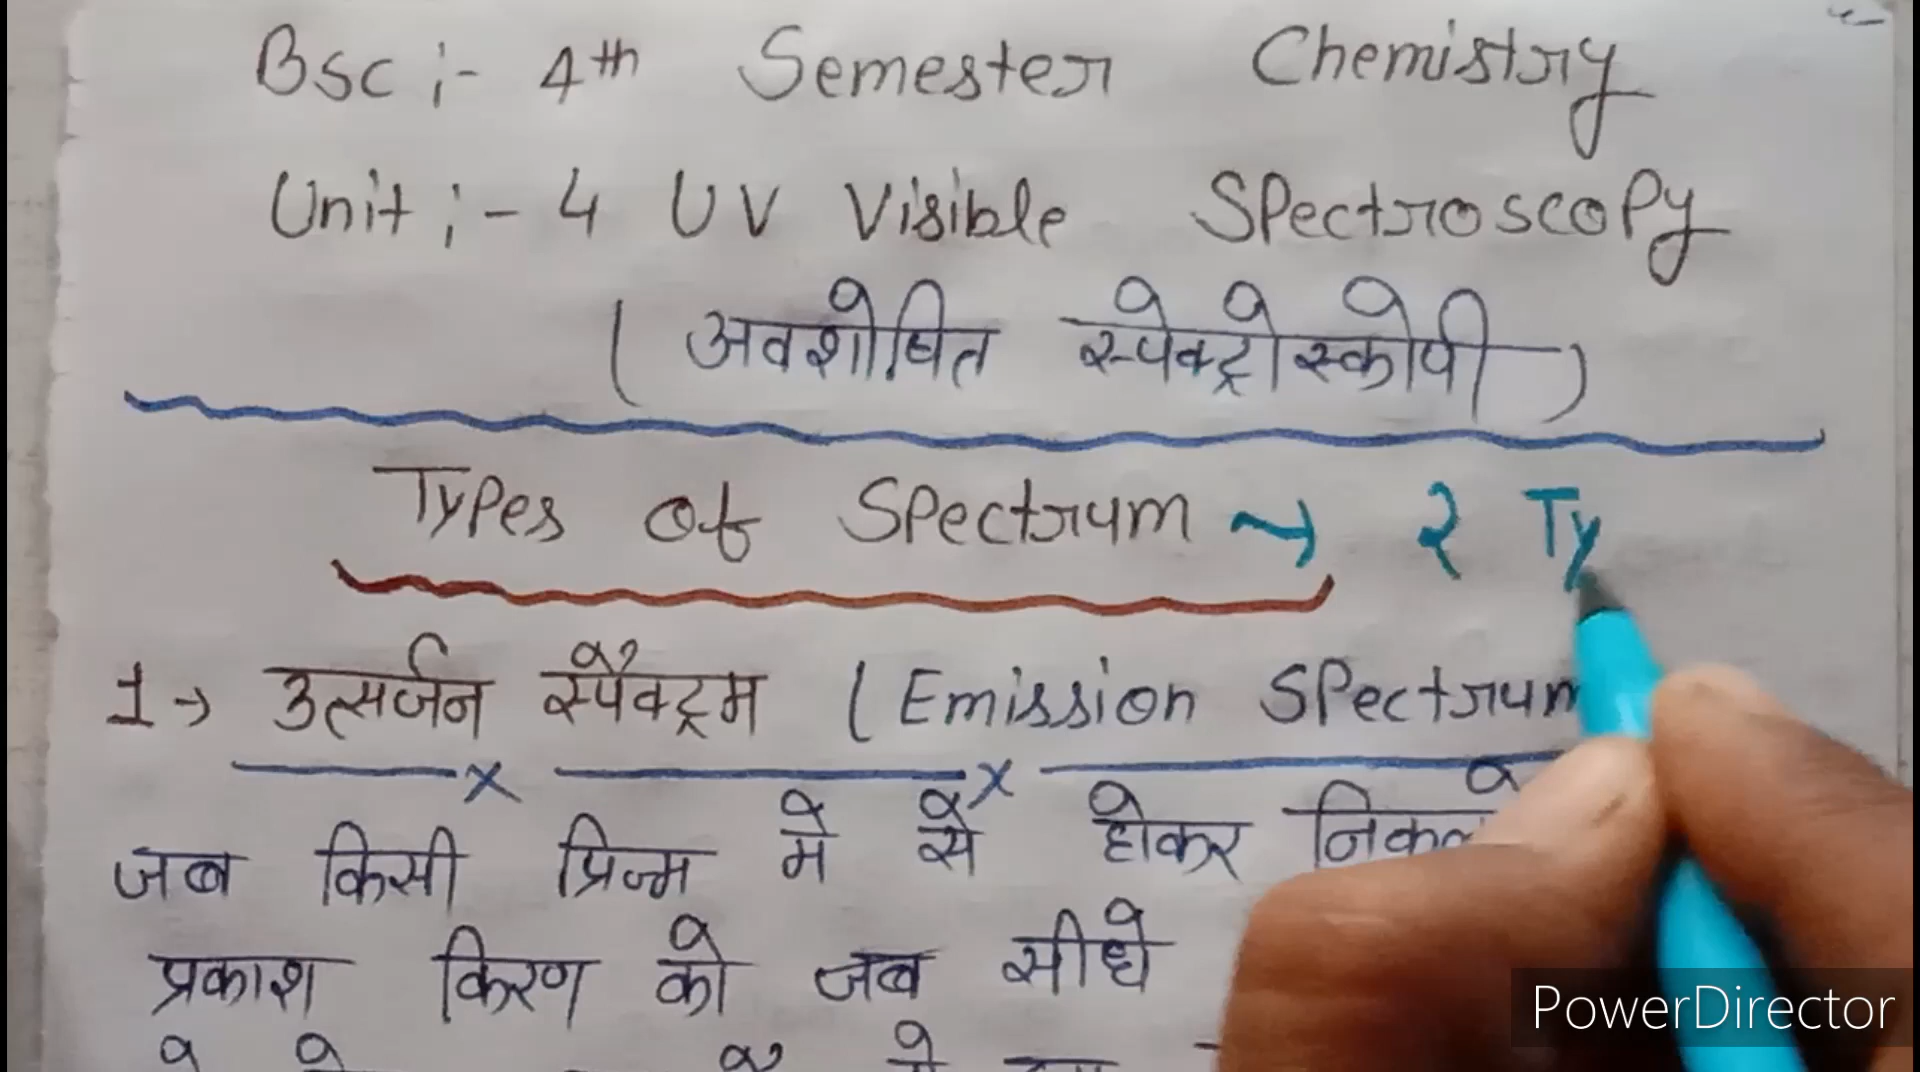 Bsc :- 4th Semester Chemistry
Unit :- 4 UV Visible Spectroscopy
( अवशोषित स्पेक्ट्रोस्कोपी )
Types of Spectrum → 2 Ty
1→ उत्सर्जन स्पैक्ट्रम ( Emission Spectrum
जब किसी प्रिज्म मे से होकर
प्रकाश किरण को जब सीधे
PowerDirector